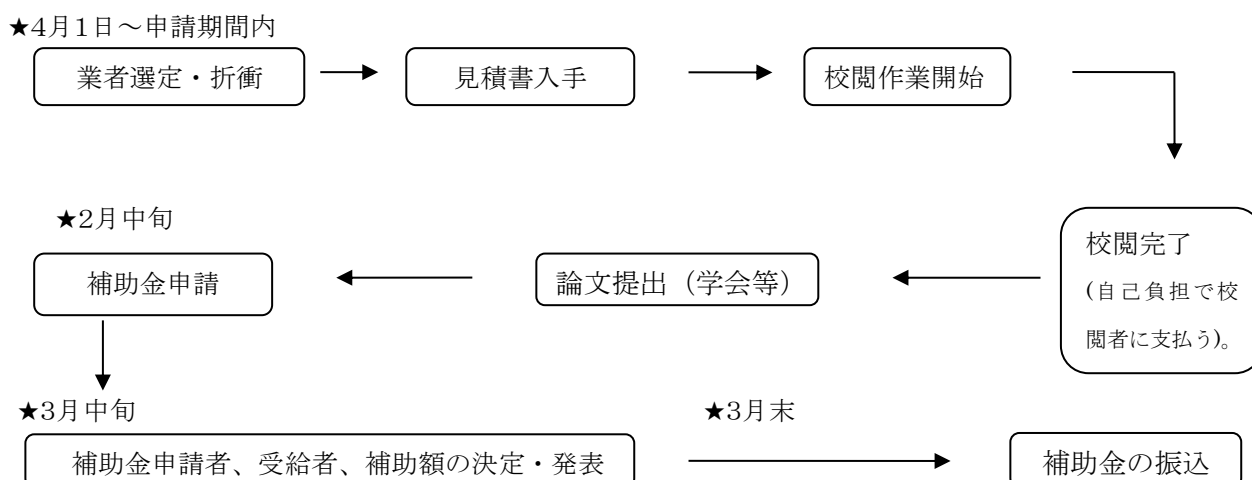 ★4月1日～申請期間内
業者選定・折衝
見積書入手
校閲作業開始
校閲完了
(自己負担で校
閲者に支払う)。
論文提出（学会等）
★2月中旬
補助金申請
★3月中旬
補助金申請者、受給者、補助額の決定・発表
★3月末
補助金の振込